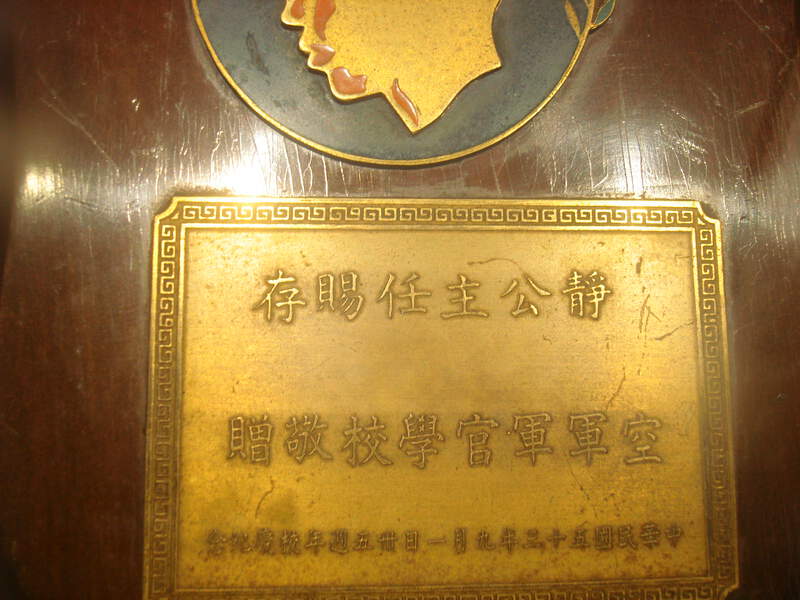 靜公主任賜存
空軍軍官學校敬贈
中華民國五十三年九月一日卅五週年校慶紀念